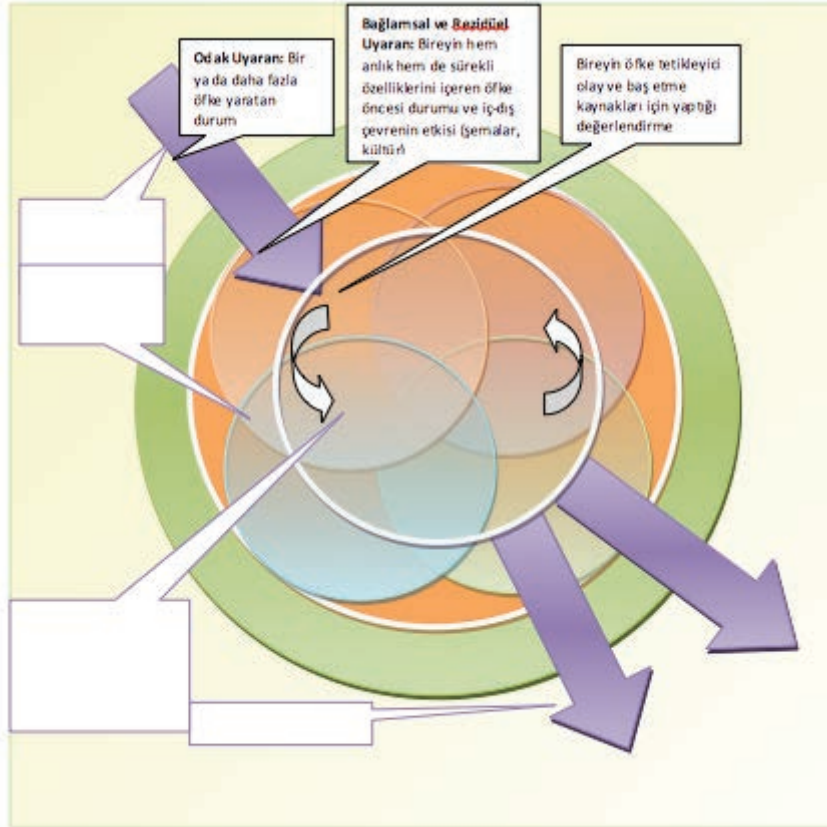 Odak Uyaran: Bir
ya da daha fazla
öfke yaratan
durum
Bağlamsal ve Rezidüel
Uyaran: Bireyin hem
anlık hem de sürekli
özelliklerini içeren öfke
öncesi durumu ve iç-dış
çevrenin etkisi (şemalar,
kültür)
Bireyin öfke tetikleyici
olay ve baş etme
kaynakları için yaptığı
değerlendirme